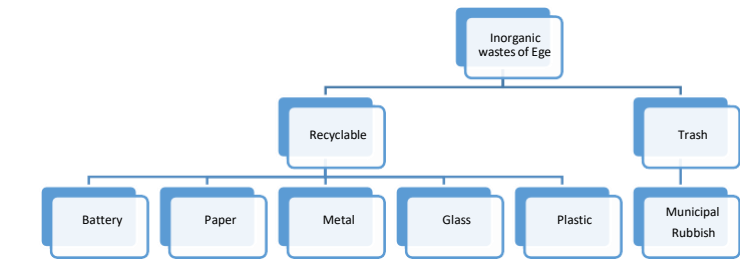 Inorganic
wastes of Ege
Recyclable
Trash
Battery
Paper
Metal
Glass
Plastic
Municipal
Rubbish